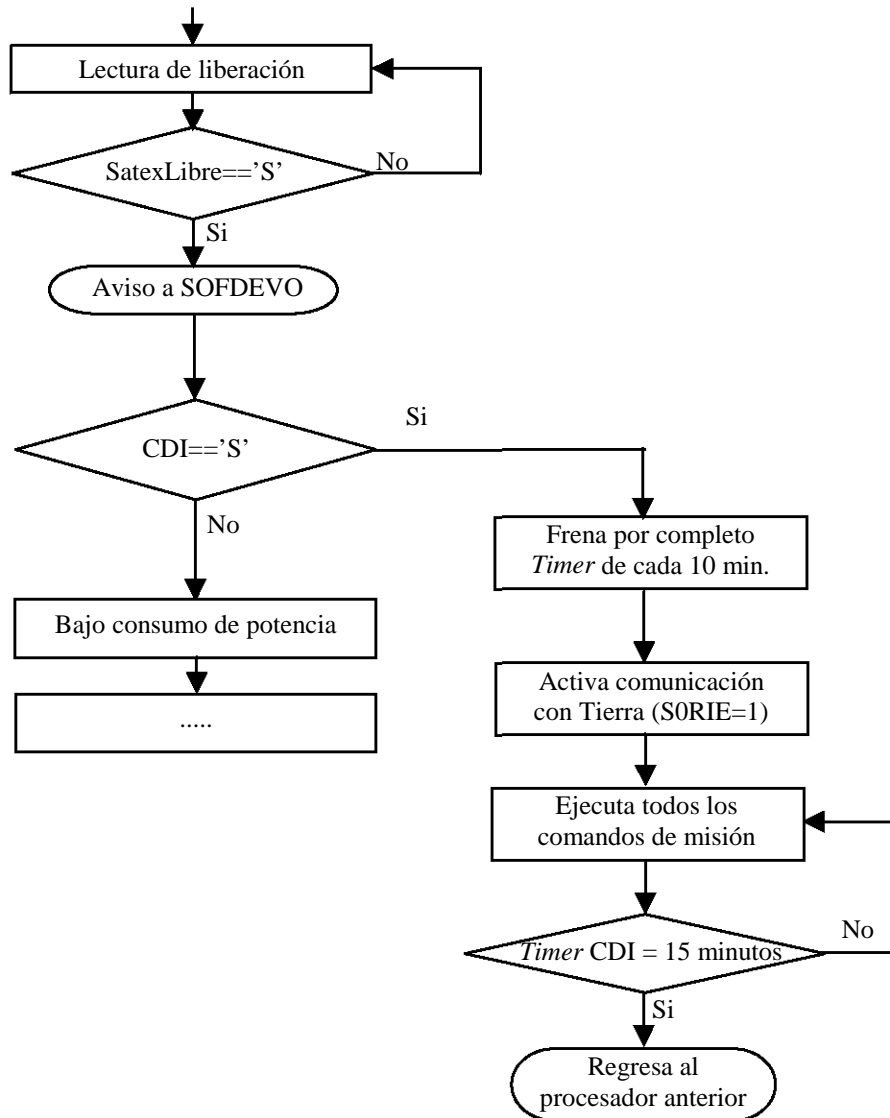 Lectura de liberación
SatexLibre==’S’
No
Si
Aviso a SOFDEVO
Si
CDI==’S’
No
Frena por completo
Timer de cada 10 min.
Bajo consumo de potencia
Activa comunicación
con Tierra (S0RIE=1)
.....
Ejecuta todos los
comandos de misión
No
Timer CDI = 15 minutos
Si
Regresa al
procesador anterior